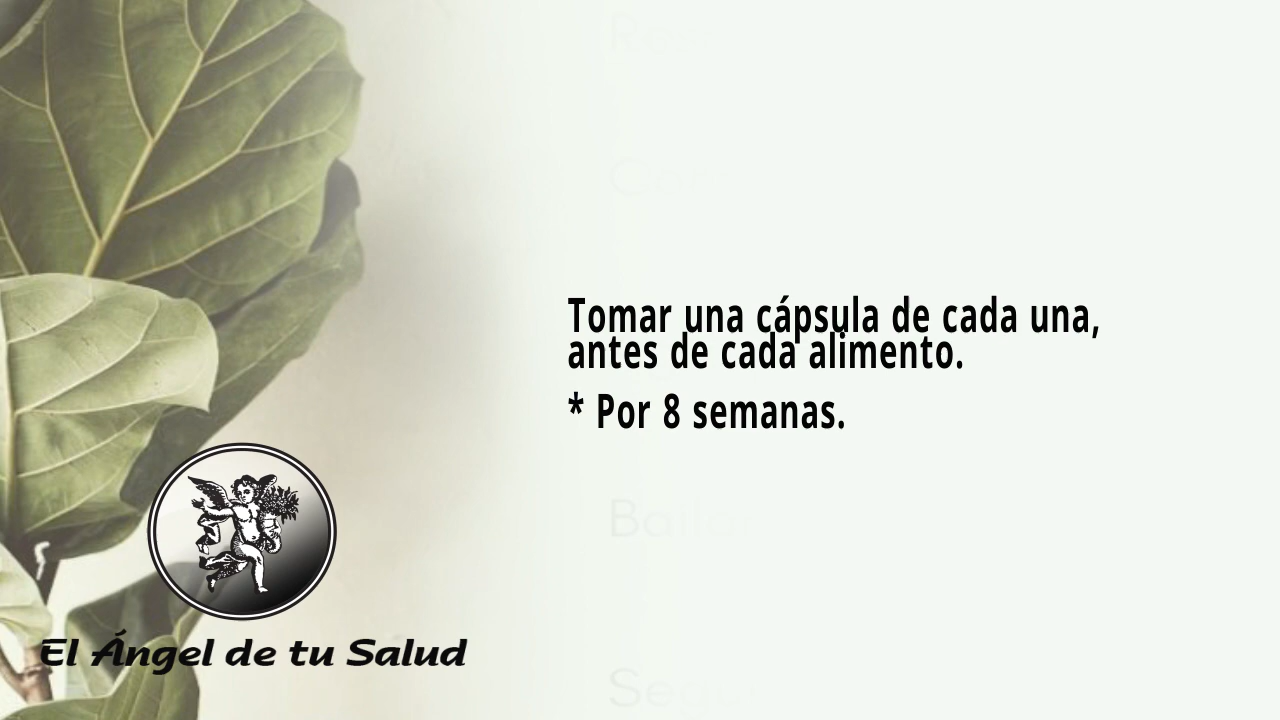 Tomar una cápsula de cada una,
antes de cada alimento.
* Por 8 semanas.
El Ángel de tu Salud